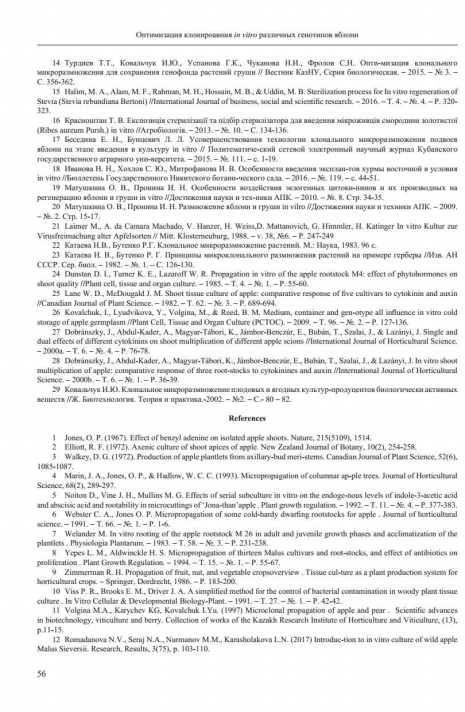 Оптимизация клонирования in vitro различных генотипов яблони
14 Турдиев Т.Т., Ковальчук И.Ю., Успанова Г.К., Чуканова Н.И., Фролов С.Н. Опти-мизация клонального
микроразмножения для сохранения генофонда растений груши // Вестник КазНУ, Серия биологическая. – 2015. – № 3. –
С. 356-362.
15 Halim, M. A., Alam, M. F., Rahman, M. H., Hossain, M. B., & Uddin, M. B. Sterilization process for In vitro regeneration of
Stevia (Stevia rebundiana Bertoni) //International Journal of business, social and scientific research. – 2016. – Т. 4. – №. 4. – P. 320-
323.
16 Красноштан Т. В. Експозиція стерилізації та підбір стерилізатора для введення мікроживців смородини золотистої
(Ribes aureum Pursh.) in vitro //Агробіологія. – 2013. – №. 10. – С. 134-136.
17 Беседина Е. Н., Бунцевич Л. Л. Усовершенствования технологии клонального микроразмножения подвоев
яблони на этапе введения в культуру in vitro // Политематиче-ский сетевой электронный научный журнал Кубанского
государственного аграрного уни-верситета. – 2015. – №. 111. – с. 1-19.
18 Иванова Н. Н., Хохлов С. Ю., Митрофанова И. В. Особенности введения эксплан-тов хурмы восточной в условия
in vitro //Бюллетень Государственного Никитского ботани-ческого сада. – 2016. – №. 119. – с. 44-51.
19 Матушкина О. В., Пронина И. Н. Особенности воздействия экзогенных цитоки-нинов и их производных на
регенерацию яблони и груши in vitro //Достижения науки и тех-ники АПК. – 2010. – №. 8. Стр. 34-35.
20 Матушкина О. В., Пронина И. Н. Размножение яблони и груши in vilro //Достижения науки и техники АПК. – 2009.
– №. 2. Стр. 15-17.
21 Laimer M., A. da Camara Machado, V. Hanzer, H. Weiss,D. Mattanovich, G. Himmler, H. Katinger In vitro Kultur zur
Virusfreimachung alter Apfelsorten // Mitt. Klosterneuburg, 1988. – v. 38, №6. – P. 247-249
22 Катаева Н.В., Бутенко Р.Г. Клональное микроразмножение растений. М.: Наука, 1983. 96 с.
23 Катаева Н. В., Бутенко Р. Г. Принципы микроклонального размножения растений на примере герберы //Изв. АН
СССР. Сер. биол. – 1982. – №. 1. – С. 126-130.
24 Dunstan D. I., Turner K. E., Lazaroff W. R. Propagation in vitro of the apple rootstock M4: effect of phytohormones on
shoot quality //Plant cell, tissue and organ culture. – 1985. – Т. 4. – №. 1. – P. 55-60.
25 Lane W. D., McDougald J. M. Shoot tissue culture of apple: comparative response of five cultivars to cytokinin and auxin
//Canadian Journal of Plant Science. – 1982. – Т. 62. – №. 3. – P. 689-694.
26 Kovalchuk, I., Lyudvikova, Y., Volgina, M., & Reed, B. M. Medium, container and gen-otype all influence in vitro cold
storage of apple germplasm //Plant Cell, Tissue and Organ Culture (PCTOC). – 2009. – Т. 96. – №. 2. – P. 127-136.
27 Dobránszky, J., Abdul-Kader, A., Magyar-Tábori, K., Jámbor-Benczúr, E., Bubán, T., Szalai, J., & Lazányi, J. Single and
dual effects of different cytokinins on shoot multiplication of different apple scions //International Journal of Horticultural Science.
– 2000a. – Т. 6. – №. 4. – P. 76-78.
28 Dobránszky, J., Abdul-Kader, A., Magyar-Tábori, K., Jámbor-Benczúr, E., Bubán, T., Szalai, J., & Lazányi, J. In vitro shoot
multiplication of apple: comparative response of three root-stocks to cytokinines and auxin //International Journal of Horticultural
Science. – 2000b. – Т. 6. – №. 1. – P. 36-39.
29 Ковальчук И.Ю. Клональное микроразмножение плодовых и ягодных культур-продуцентов биологически активных
веществ //Ж. Биотехнология. Теория и практика.-2002. – №2. – С.- 80 – 82.
References
1 Jones, O. P. (1967). Effect of benzyl adenine on isolated apple shoots. Nature, 215(5109), 1514.
2 Elliott, R. F. (1972). Axenic culture of shoot apices of apple. New Zealand Journal of Botany, 10(2), 254-258.
3 Walkey, D. G. (1972). Production of apple plantlets from axillary-bud meri-stems. Canadian Journal of Plant Science, 52(6),
1085-1087.
4 Marin, J. A., Jones, O. P., & Hadlow, W. C. C. (1993). Micropropagation of columnar ap-ple trees. Journal of Horticultural
Science, 68(2), 289-297.
5 Noiton D., Vine J. H., Mullins M. G. Effects of serial subculture in vitro on the endoge-nous levels of indole-3-acetic acid
and abscisic acid and rootability in microcuttings of 'Jona-than'apple . Plant growth regulation. – 1992. – Т. 11. – №. 4. – P. 377-383.
6 Webster C. A., Jones O. P. Micropropagation of some cold-hardy dwarfing rootstocks for apple . Journal of horticultural
science. – 1991. – Т. 66. – №. 1. – P. 1-6.
7 Welander M. In vitro rooting of the apple rootstock M 26 in adult and juvenile growth phases and acclimatization of the
plantlets . Physiologia Plantarum. – 1983. – Т. 58. – №. 3. – P. 231-238.
8 Yepes L. M., Aldwinckle H. S. Micropropagation of thirteen Malus cultivars and root-stocks, and effect of antibiotics on
proliferation . Plant Growth Regulation. – 1994. – Т. 15. – №. 1. – P. 55-67.
9 Zimmerman R. H. Propagation of fruit, nut, and vegetable cropsoverview . Tissue cul-ture as a plant production system for
horticultural crops. – Springer, Dordrecht, 1986. – P. 183-200.
10 Viss P. R., Brooks E. M., Driver J. A. A simplified method for the control of bacterial contamination in woody plant tissue
culture . In Vitro Cellular & Developmental Biology-Plant. – 1991. – Т. 27. – №. 1. – P. 42-42.
11 Volgina M.A., Karychev KG, Kovalchuk I.Yu. (1997) Microclonal propagation of apple and pear . Scientific advances
in biotechnology, viticulture and berry. Collection of works of the Kazakh Research Institute of Horticulture and Viticulture, (13),
p.11-15.
12 Romadanova N.V., Seraj N.A., Nurmanov M.M., Karasholakova L.N. (2017) Introduc-tion to in vitro culture of wild apple
Malus Sieversii. Research, Results, 3(75), p. 103-110.
56